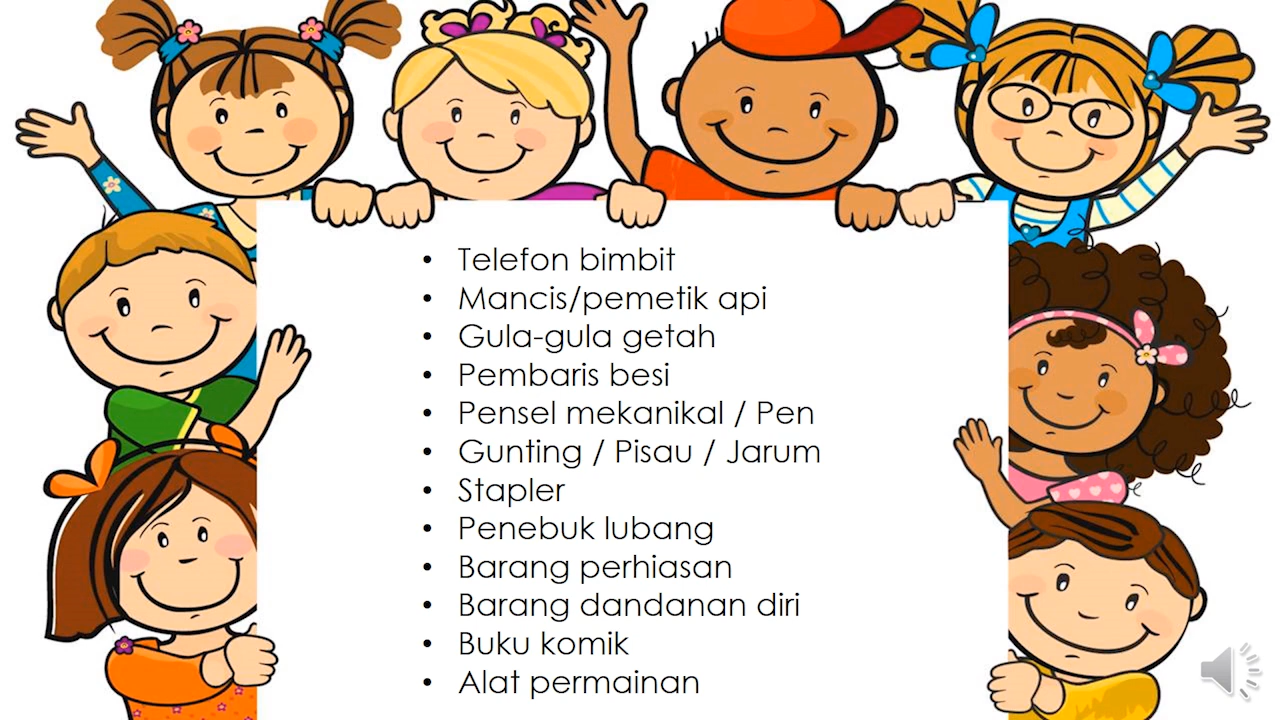 • Telefon bimbit
• Mancis/pemetik api
• Gula-gula getah
• Pembaris besi
• Pensel mekanikal / Pen
• Gunting / Pisau / Jarum
• Stapler
• Penebuk lubang
• Barang perhiasan
• Barang dandanan diri
• Buku komik
• Alat permainan